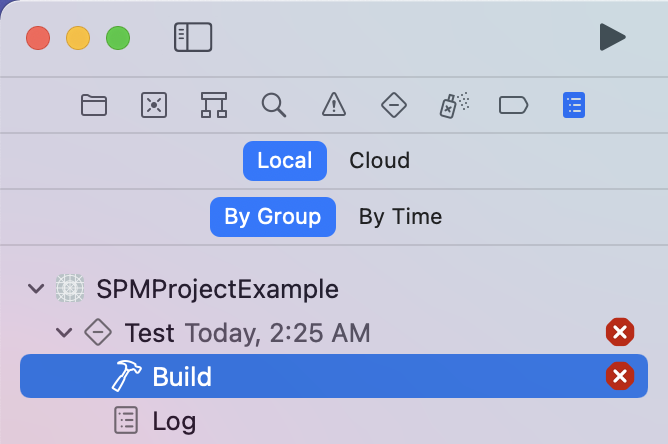 Local Cloud
By Group By Time
SPMProjectExample
Test Today, 2:25 AM
Build
Log